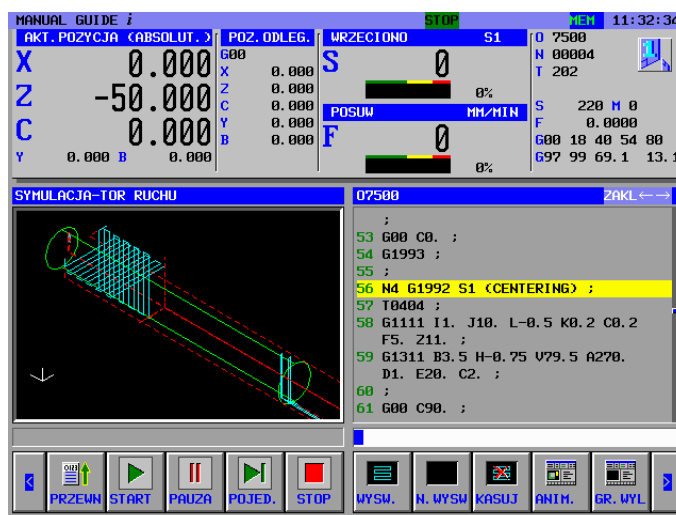 MANUAL GUIDE i STOP MEM 11:32:34
AKT.POZYCJA (ABSOLUT.) POZ.ODLEG. WRZECIONO S1 O 7500
X 0.000 G00 S 0 N 00004
X 0.000 T 202
Z -50.000 Z 0.000 0%
C 0.000 POSUW MM/MIN S 220 M 0
C 0.000 Y 0.000 F 0 F 0.0000
B 0.000 G00 18 40 54 80
Y 0.000 B 0.000 0% G97 99 69.1 13.1
SYMULACJA-TOR RUCHU O7500 ZAKL←→
;
53 G00 C0. ;
54 G1993 ;
55 ;
56 N4 G1992 S1 (CENTERING) ;
57 T0404 ;
58 G1111 I1. J10. L-0.5 K0.2 C0.2
F5. Z11. ;
59 G1311 B3.5 H-0.75 V79.5 A270.
D1. E20. C2. ;
60 ;
61 G00 C90. ;
< PRZEWN START PAUZA POJED. STOP WYSW. N.WYSW KASUJ ANIM. GR.WYL >